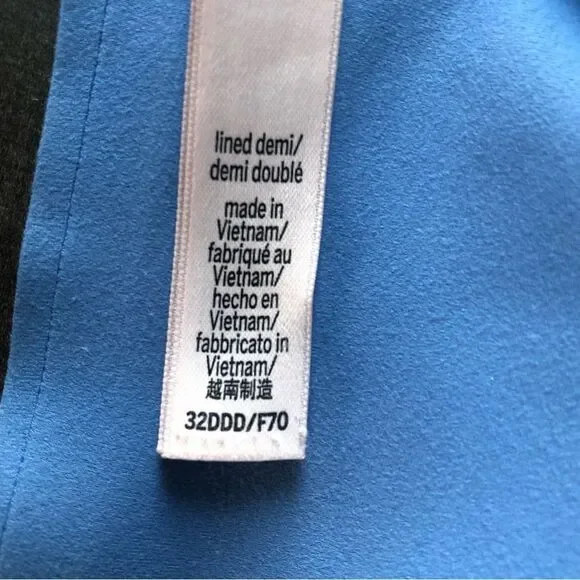 lined demi/
demi doublé
made in
Vietnam/
fabriqué au
Vietnam/
hecho en
Vietnam/
fabbricato in
Vietnam/
越南制造
32DDD/F70